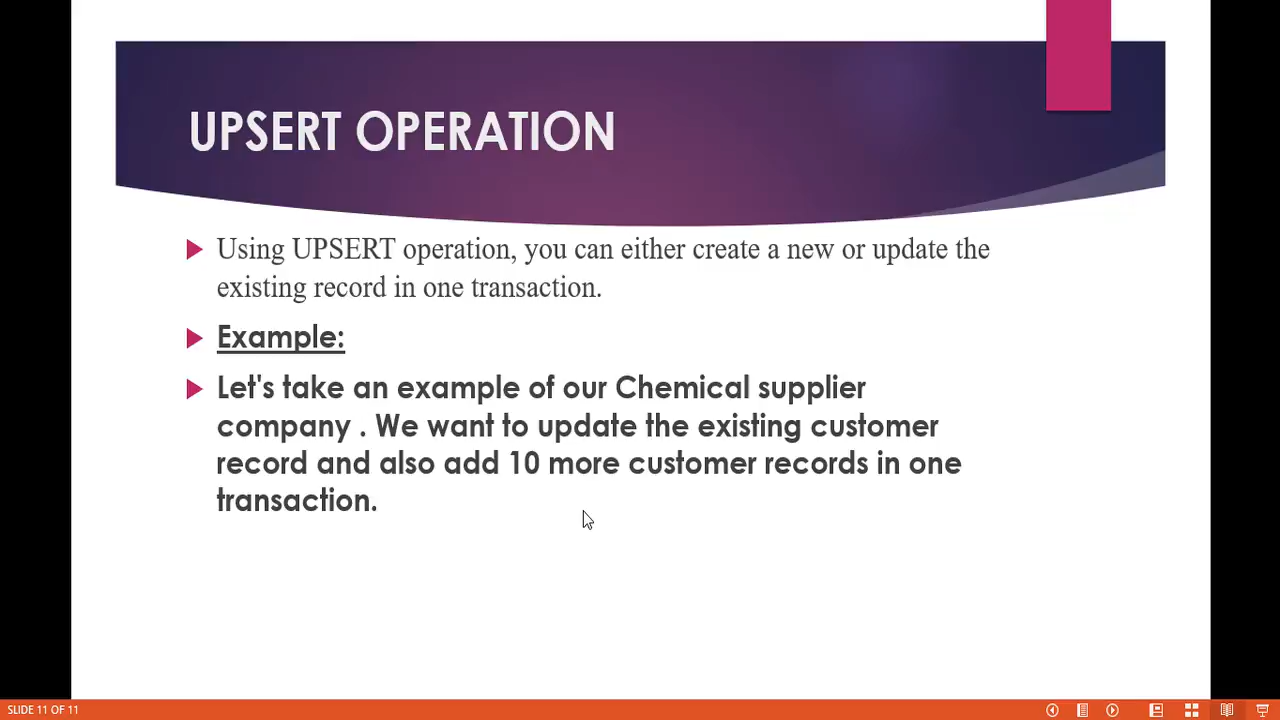 UPSERT OPERATION
Using UPSERT operation, you can either create a new or update the
existing record in one transaction.
Example:
Let's take an example of our Chemical supplier
company . We want to update the existing customer
record and also add 10 more customer records in one
transaction.
SLIDE 11 OF 11